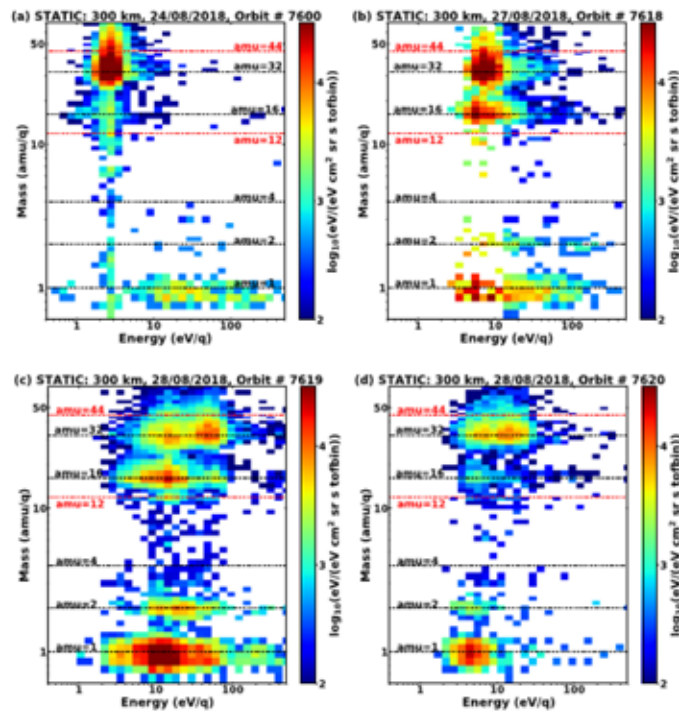 (a) STATIC: 300 km, 24/08/2018, Orbit # 7600
50
10
1
Mass (amu/q)
amu=44
amu=32
amu=16
amu=12
amu=4
amu=2
amu=1
1 10 100
Energy (eV/q)
4
3
2
log₁₀(eV/(eV cm² sr s tofbin))
(b) STATIC: 300 km, 27/08/2018, Orbit # 7618
50
10
1
Mass (amu/q)
amu=44
amu=32
amu=16
amu=12
amu=4
amu=2
amu=1
1 10 100
Energy (eV/q)
4
3
2
log₁₀(eV/(eV cm² sr s tofbin))
(c) STATIC: 300 km, 28/08/2018, Orbit # 7619
50
10
1
Mass (amu/q)
amu=44
amu=32
amu=16
amu=12
amu=4
amu=2
amu=1
1 10 100
Energy (eV/q)
4
3
2
log₁₀(eV/(eV cm² sr s tofbin))
(d) STATIC: 300 km, 28/08/2018, Orbit # 7620
50
10
1
Mass (amu/q)
amu=44
amu=32
amu=16
amu=12
amu=4
amu=2
amu=1
1 10 100
Energy (eV/q)
4
3
2
log₁₀(eV/(eV cm² sr s tofbin))